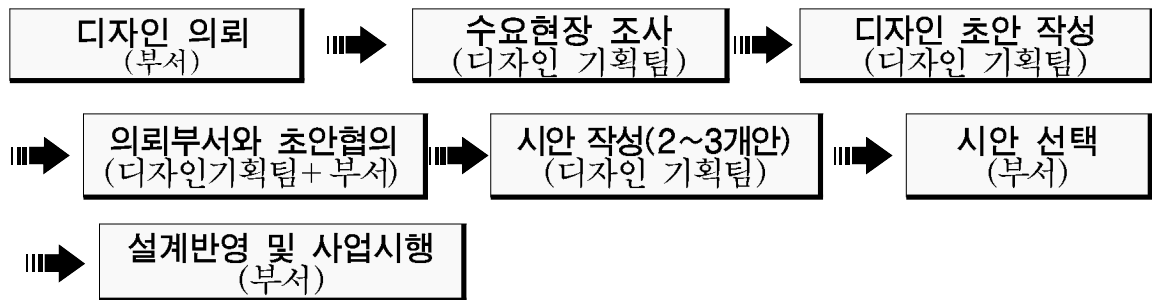 디자인 의뢰
(부서)
수요현장 조사
(디자인 기획팀)
디자인 초안 작성
(디자인 기획팀)
의뢰부서와 초안협의
(디자인기획팀+부서)
시안 작성(2~3개안)
(디자인 기획팀)
시안 선택
(부서)
설계반영 및 사업시행
(부서)